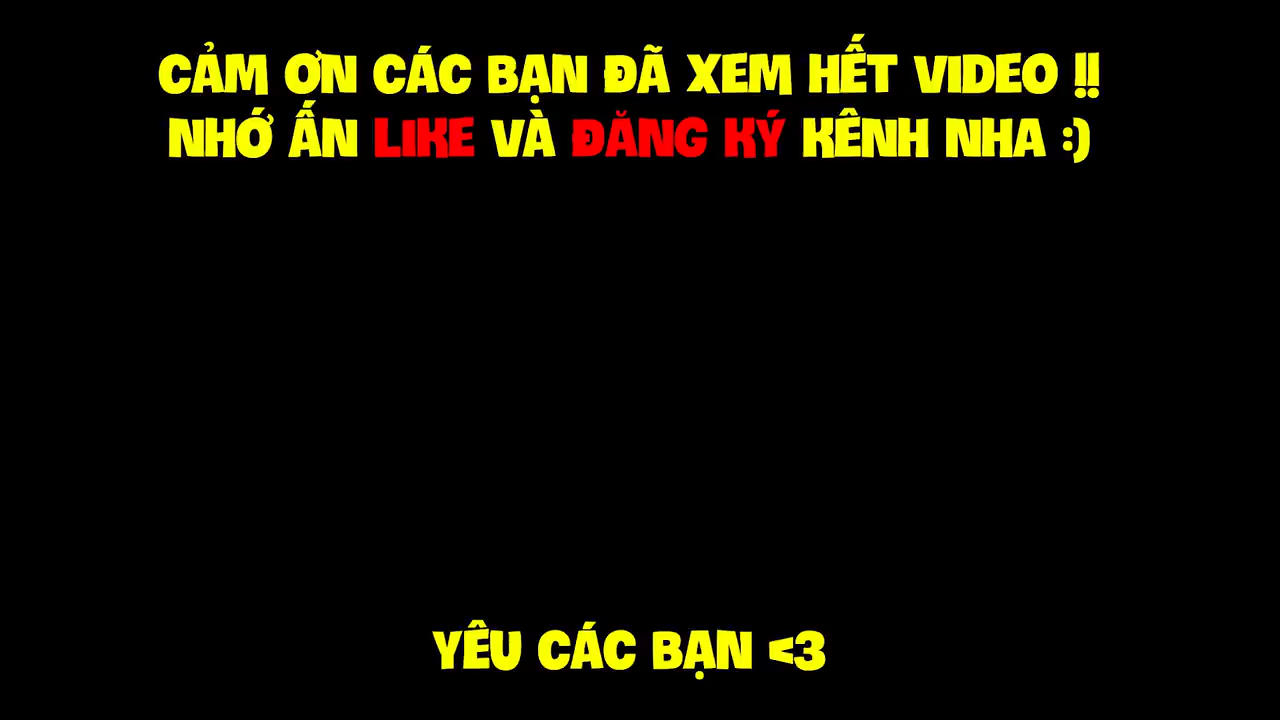 CẢM ƠN CÁC BẠN ĐÃ XEM HẾT VIDEO !!
NHỚ ẤN LIKE VÀ ĐĂNG KÝ KÊNH NHA :)
YÊU CÁC BẠN <3